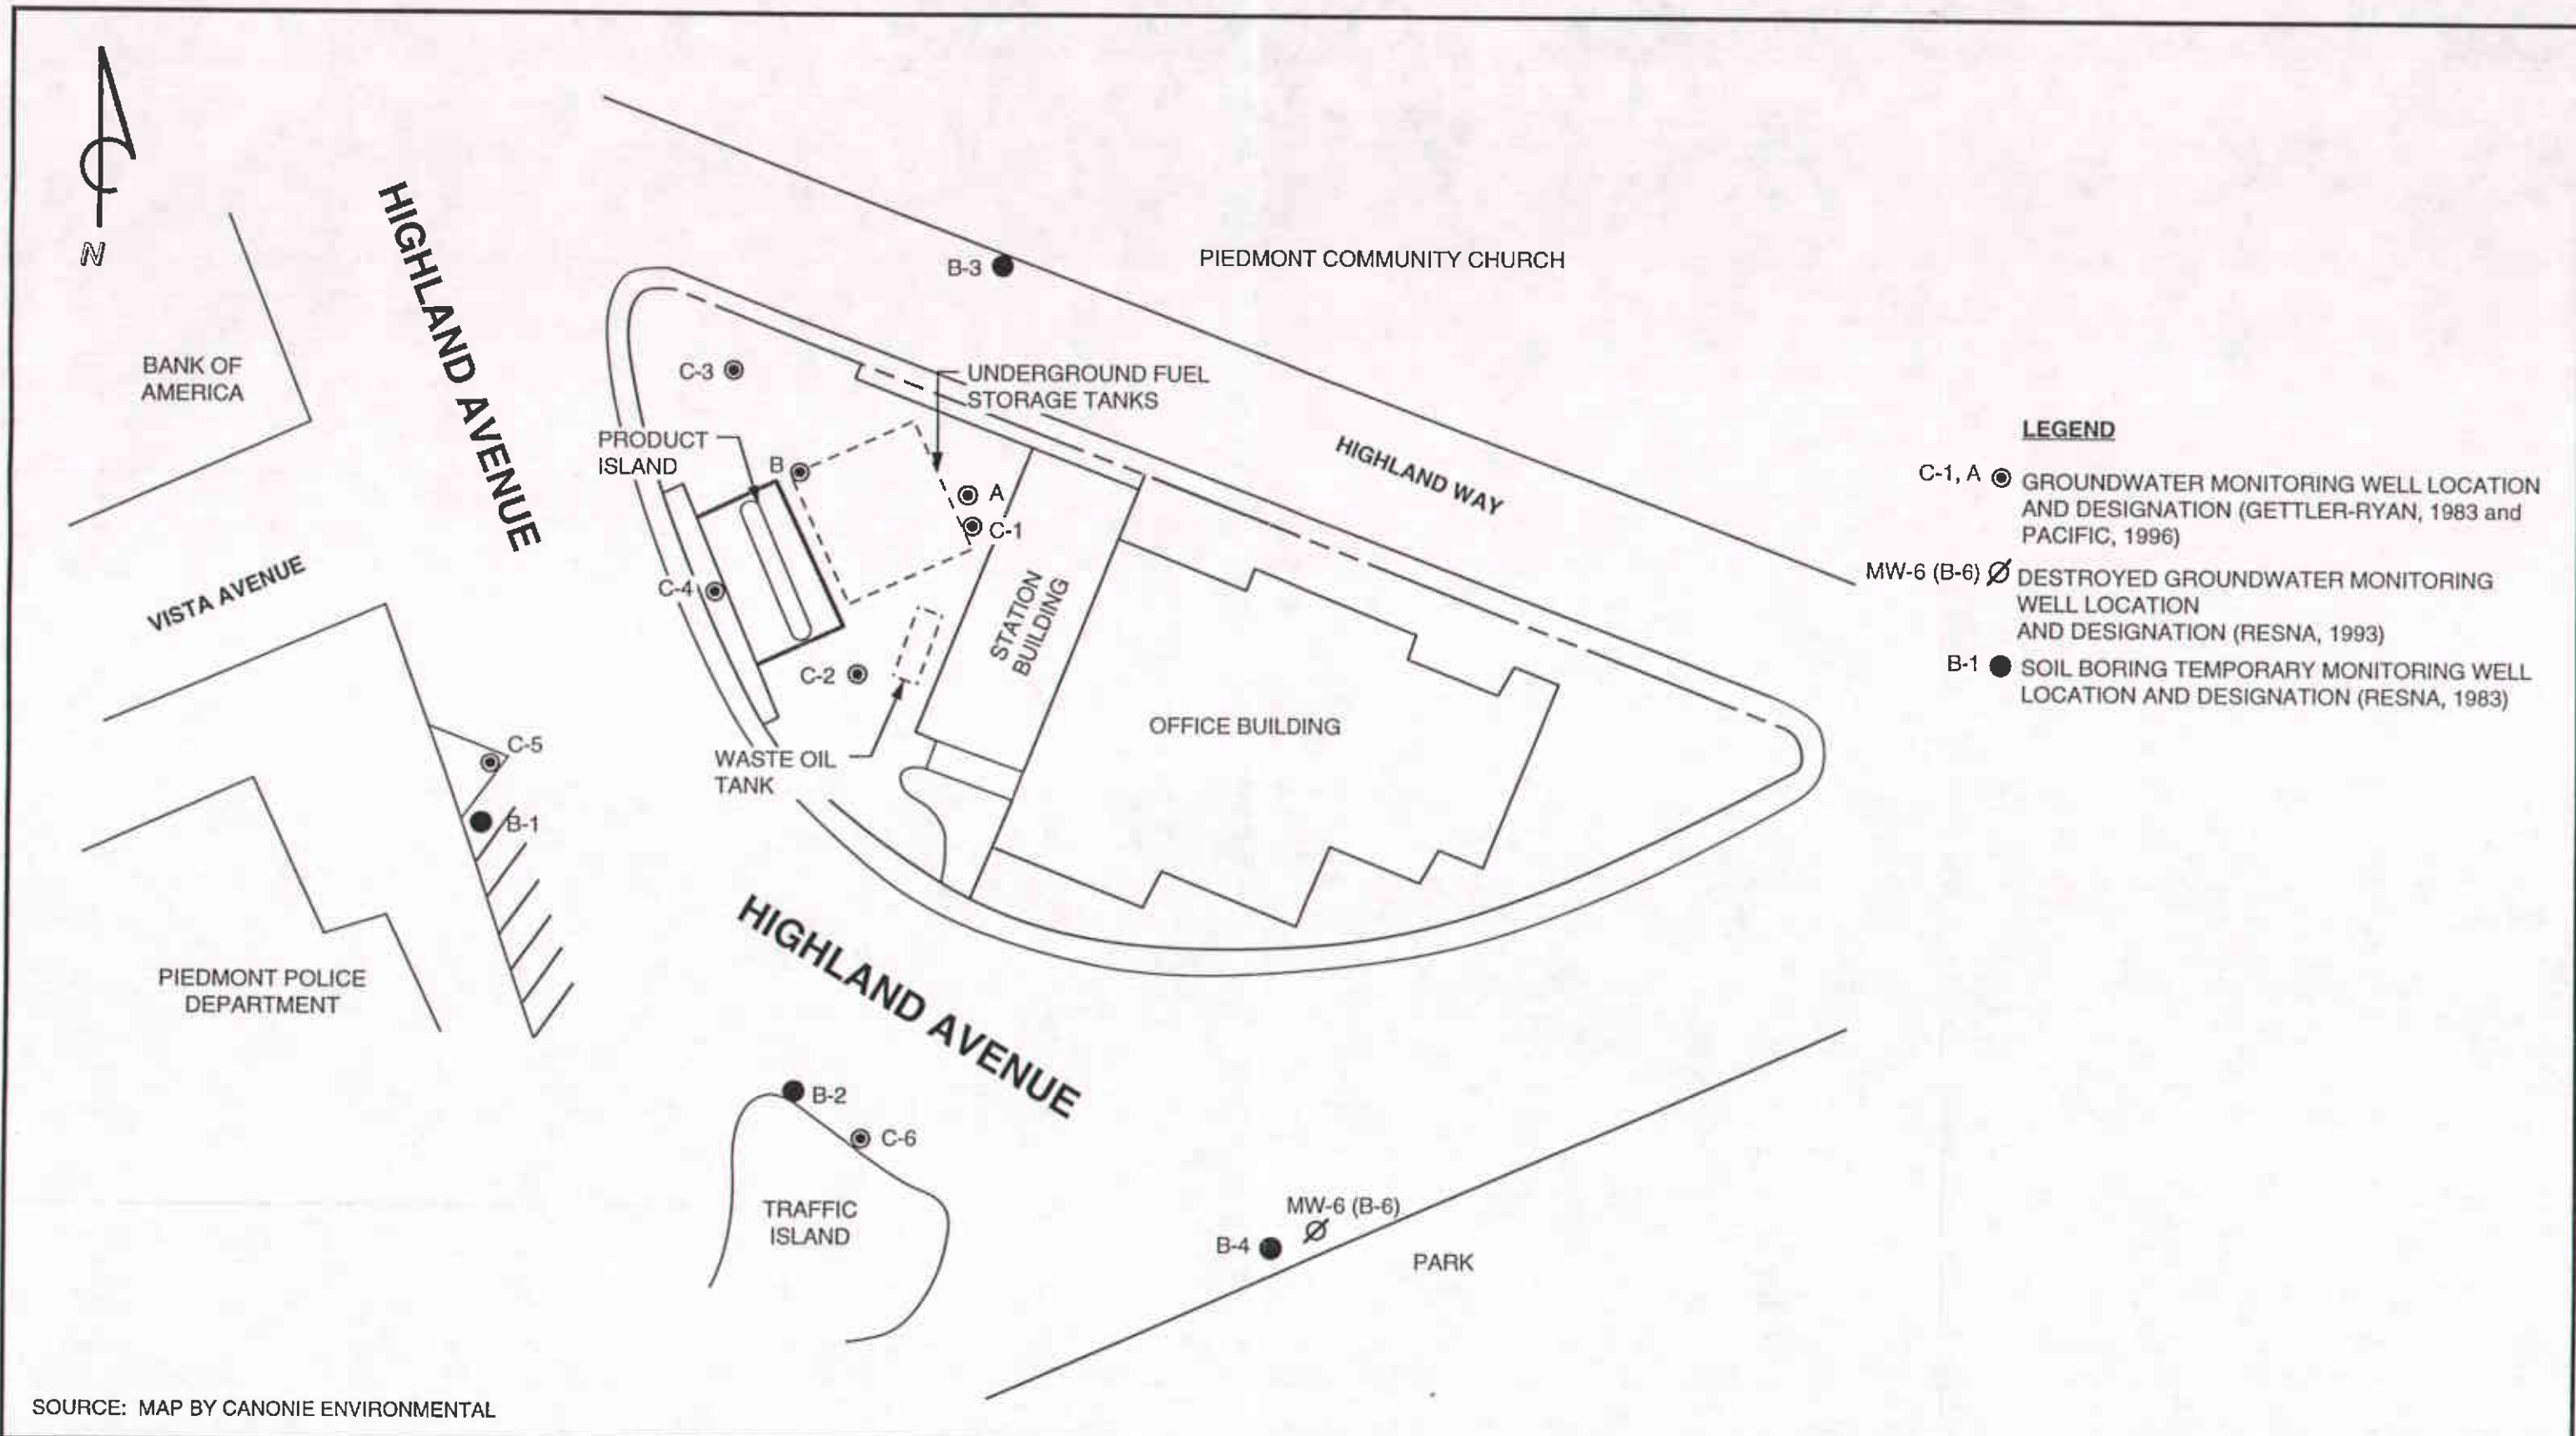 N
HIGHLAND AVENUE
BANK OF
AMERICA
VISTA AVENUE
PIEDMONT COMMUNITY CHURCH
B-3
C-3
UNDERGROUND FUEL
STORAGE TANKS
PRODUCT
ISLAND
B
A
C-1
HIGHLAND WAY
C-4
STATION
BUILDING
C-2
WASTE OIL
TANK
OFFICE BUILDING
C-5
B-1
PIEDMONT POLICE
DEPARTMENT
HIGHLAND AVENUE
B-2
C-6
TRAFFIC
ISLAND
MW-6 (B-6)
B-4
PARK
LEGEND
C-1, A GROUNDWATER MONITORING WELL LOCATION
AND DESIGNATION (GETTLER-RYAN, 1983 and
PACIFIC, 1996)
MW-6 (B-6) DESTROYED GROUNDWATER MONITORING
WELL LOCATION
AND DESIGNATION (RESNA, 1993)
B-1 SOIL BORING TEMPORARY MONITORING WELL
LOCATION AND DESIGNATION (RESNA, 1983)
SOURCE: MAP BY CANONIE ENVIRONMENTAL